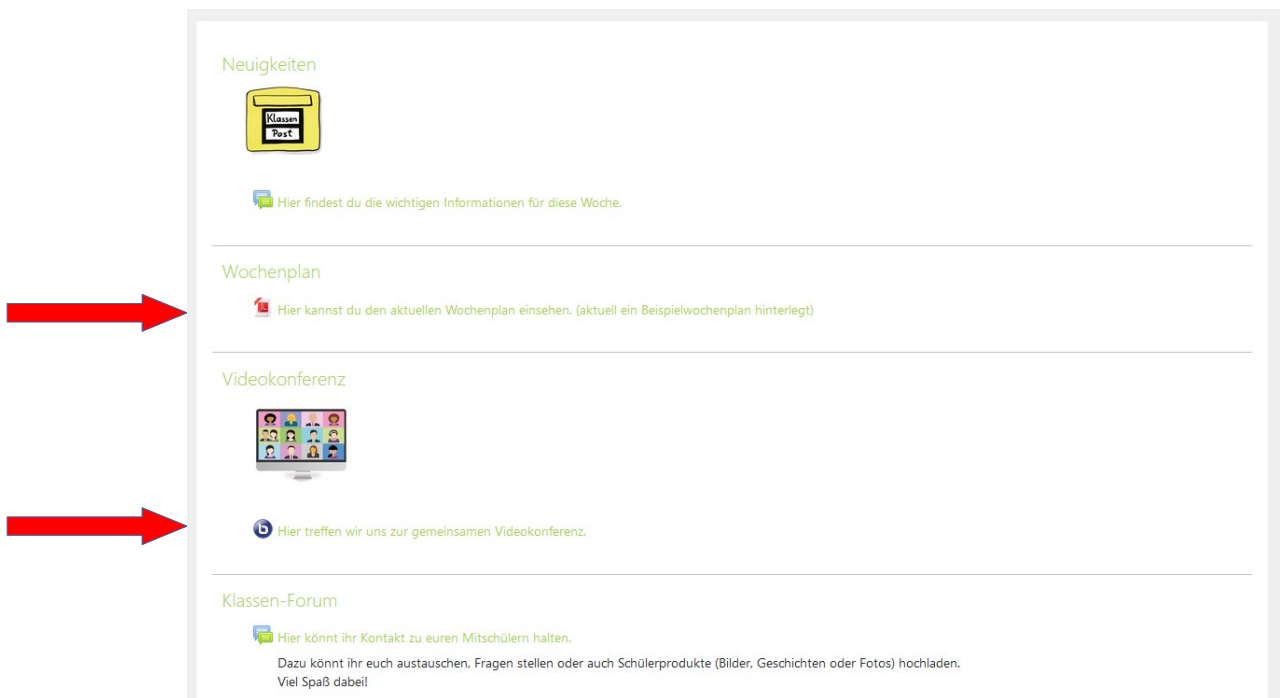 Neuigkeiten
Klassen
Post
Hier findest du die wichtigen Informationen für diese Woche.
Wochenplan
Hier kannst du den aktuellen Wochenplan einsehen. (aktuell ein Beispielwochenplan hinterlegt)
Videokonferenz
b
Hier treffen wir uns zur gemeinsamen Videokonferenz.
Klassen-Forum
Hier könnt ihr Kontakt zu euren Mitschülern halten.
Dazu könnt ihr euch austauschen, Fragen stellen oder auch Schülerprodukte (Bilder, Geschichten oder Fotos) hochladen.
Viel Spaß dabei!